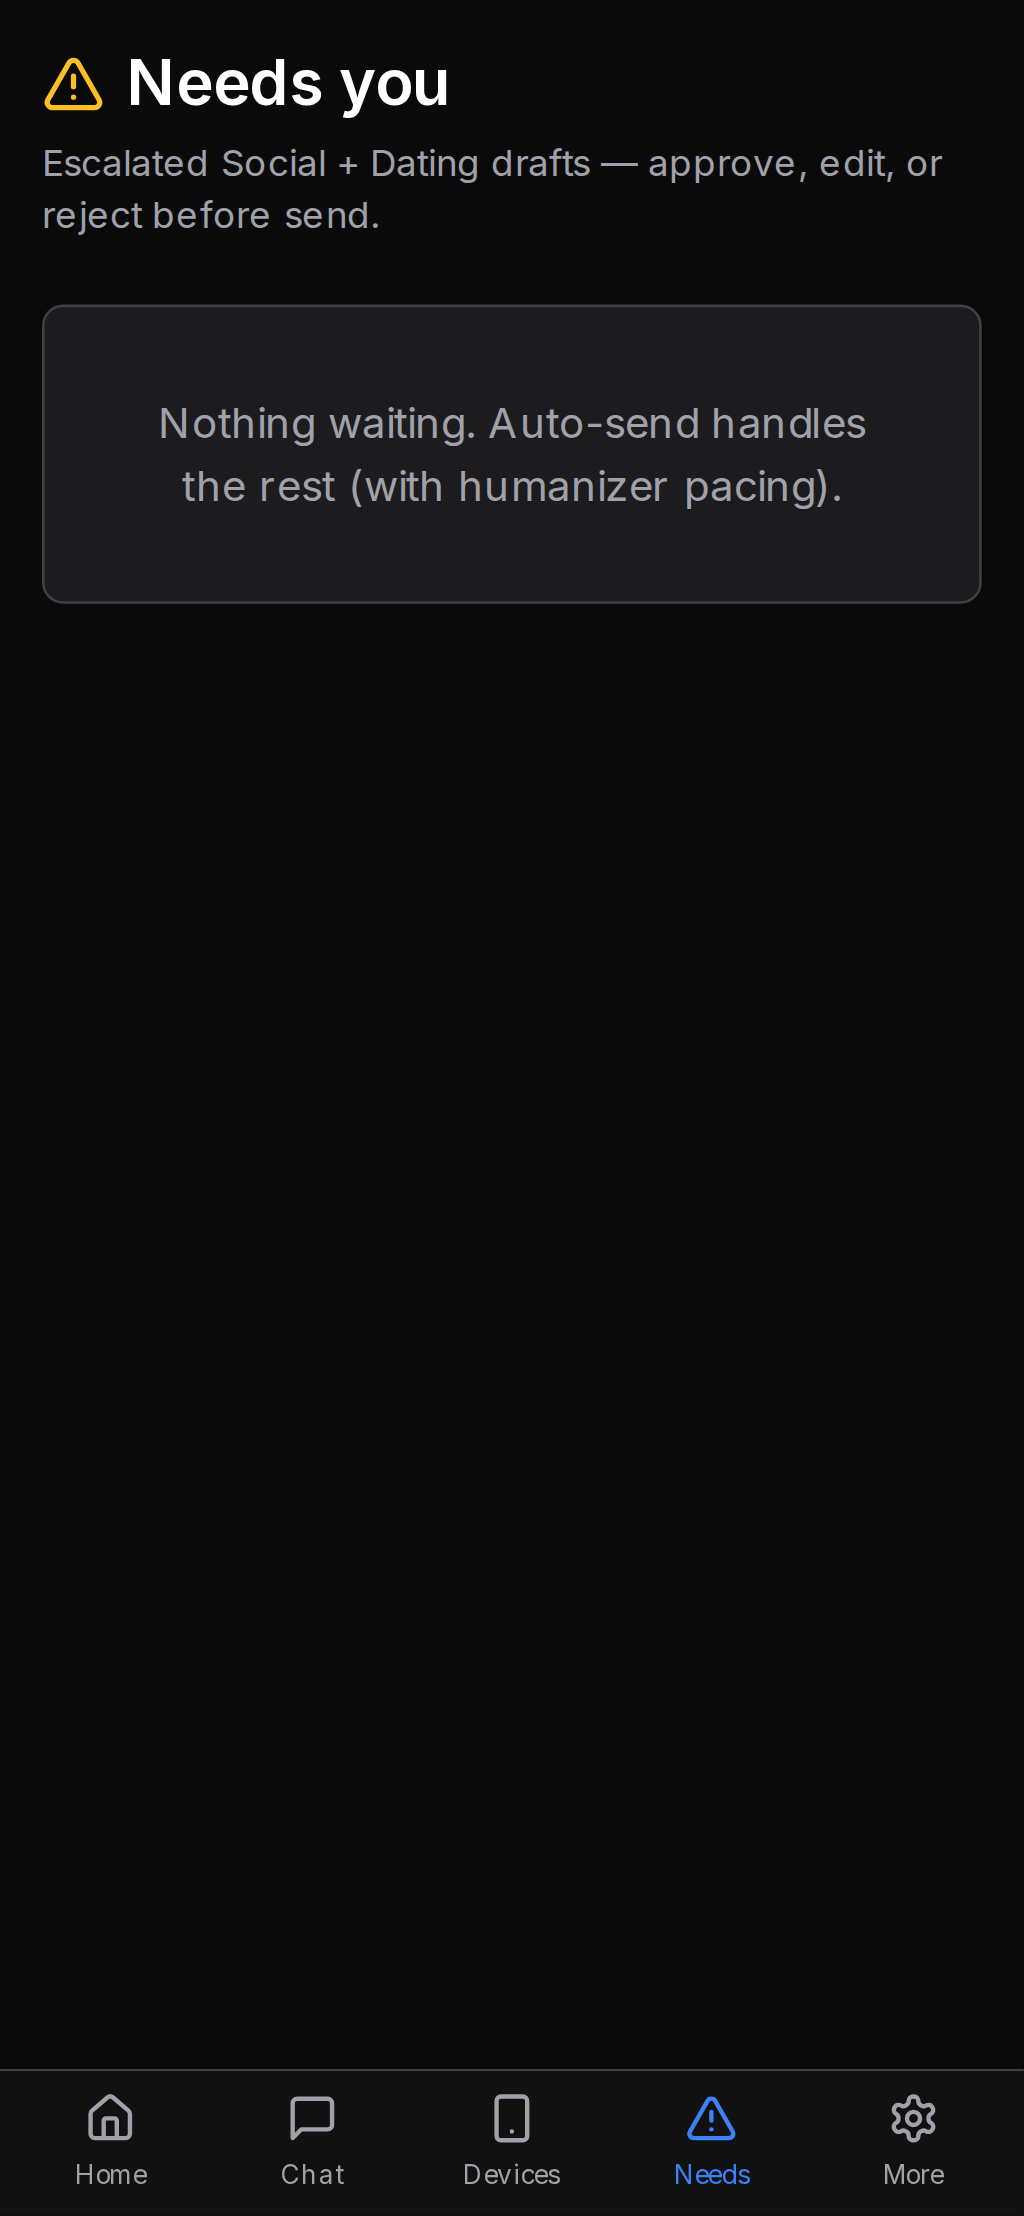 Needs you
Escalated Social + Dating drafts — approve, edit, or
reject before send.
Nothing waiting. Auto-send handles
the rest (with humanizer pacing).
Home
Chat
Devices
Needs
More